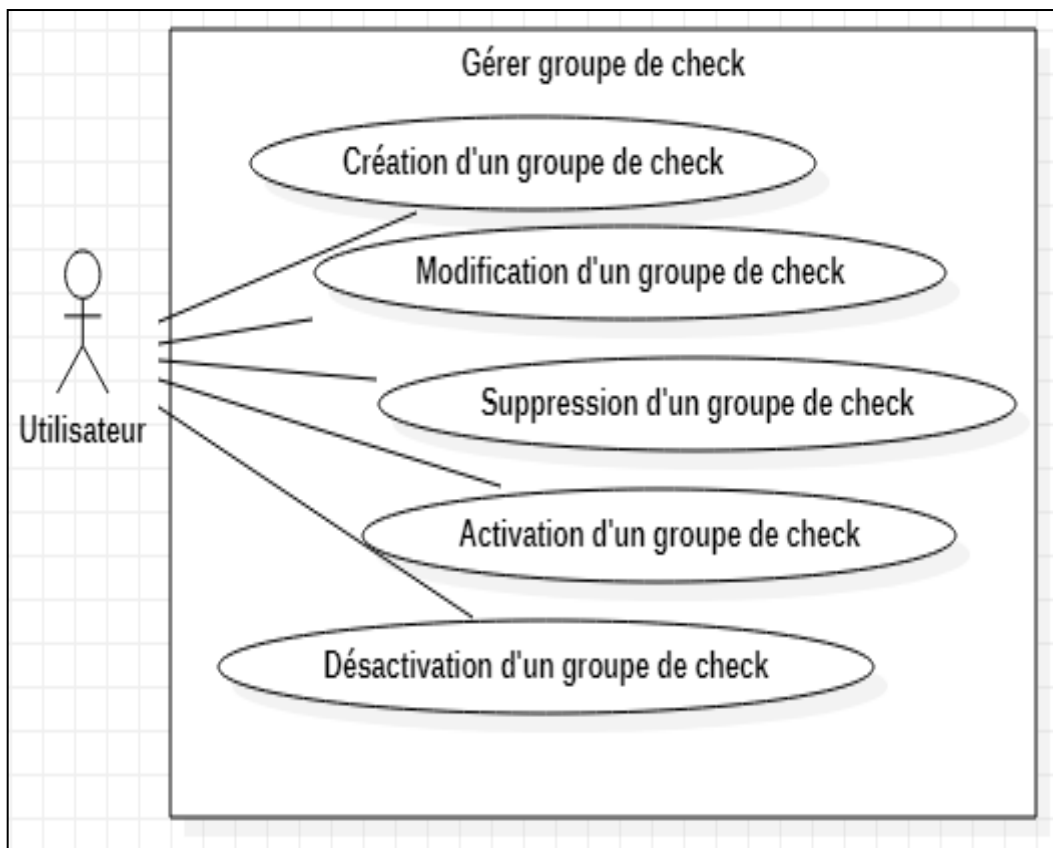 Gérer groupe de check
Création d'un groupe de check
Modification d'un groupe de check
Suppression d'un groupe de check
Utilisateur
Activation d'un groupe de check
Désactivation d'un groupe de check